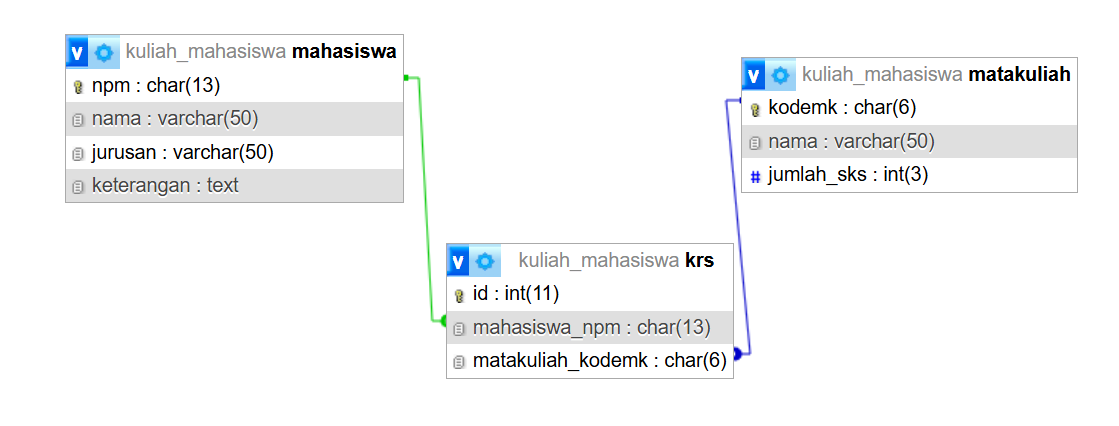 v kuliah_mahasiswa mahasiswa
npm : char(13)
nama : varchar(50)
jurusan : varchar(50)
keterangan : text
v kuliah_mahasiswa matakuliah
kodemk : char(6)
nama : varchar(50)
# jumlah_sks : int(3)
v kuliah_mahasiswa krs
id : int(11)
mahasiswa_npm : char(13)
matakuliah_kodemk : char(6)